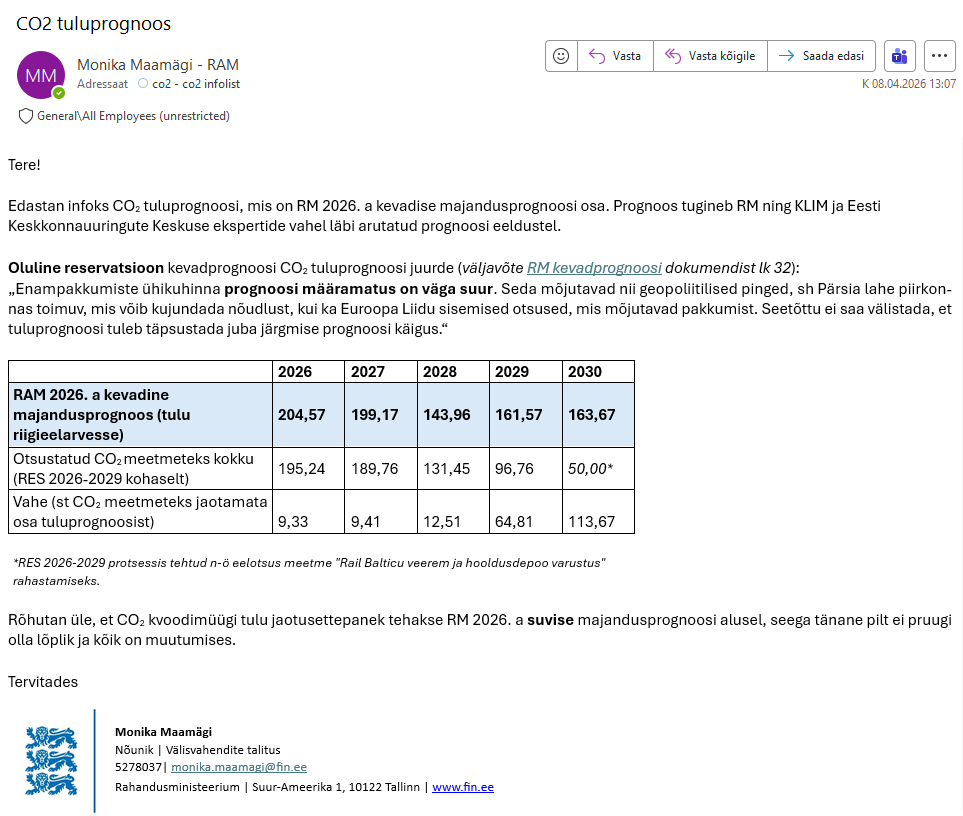 CO2 tuluprognoos
MM
Monika Maamägi - RAM
Adressaat co2 - co2 infolist
Vasta
Vasta kõigile
Saada edasi
K 08.04.2026 13:07
General\All Employees (unrestricted)
Tere!
Edastan infoks CO₂ tuluprognoosi, mis on RM 2026. a kevadise majandusprognoosi osa. Prognoos tugineb RM ning KLIM ja Eesti
Keskkonnauuringute Keskuse ekspertide vahel läbi arutatud prognoosi eeldustel.
Oluline reservatsioon kevadprognoosi CO₂ tuluprognoosi juurde (väljavõte RM kevadprognoosi dokumendist lk 32):
„Enampakkumiste ühikuhinna prognoosi määramatus on väga suur. Seda mõjutavad nii geopoliitilised pinged, sh Pärsia lahe piirkon-
nas toimuv, mis võib kujundada nõudlust, kui ka Euroopa Liidu sisemised otsused, mis mõjutavad pakkumist. Seetõttu ei saa välistada, et
tuluprognoosi tuleb täpsustada juba järgmise prognoosi käigus.“
2026 2027 2028 2029 2030
RAM 2026. a kevadine
majandusprognoos (tulu
riigieelarvesse)
204,57 199,17 143,96 161,57 163,67
Otsustatud CO₂ meetmeteks kokku
(RES 2026-2029 kohaselt)
195,24 189,76 131,45 96,76 50,00*
Vahe (st CO₂ meetmeteks jaotamata
osa tuluprognoosist)
9,33 9,41 12,51 64,81 113,67
*RES 2026-2029 protsessis tehtud n-ö eelotsus meetme "Rail Balticu veerem ja hooldusdepoo varustus"
rahastamiseks.
Rõhutan üle, et CO₂ kvoodimüügi tulu jaotusettepanek tehakse RM 2026. a suvise majandusprognoosi alusel, seega tänane pilt ei pruugi
olla lõplik ja kõik on muutumises.
Tervitades
Monika Maamägi
Nõunik | Välisvahendite talitus
5278037| monika.maamagi@fin.ee
Rahandusministeerium | Suur-Ameerika 1, 10122 Tallinn | www.fin.ee